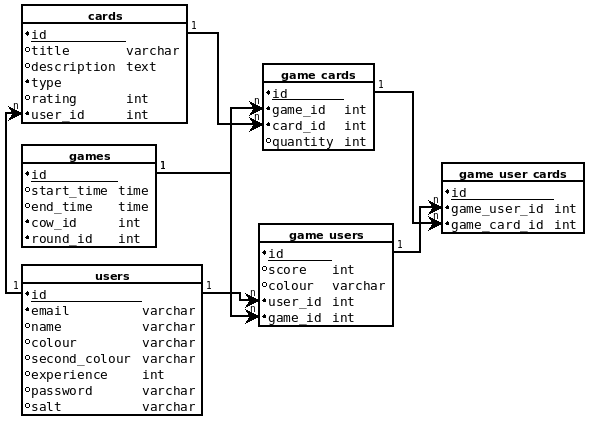 cards
id
title varchar
description text
type
rating int
user_id int
1
n
games
id
start_time time
end_time time
cow_id int
round_id int
1
users
id
email varchar
name varchar
colour varchar
second_colour varchar
experience int
password varchar
salt varchar
1
1
game cards
id
game_id int
card_id int
quantity int
n
n
1
game users
id
score int
colour varchar
user_id int
game_id int
n
n
1
game user cards
id
game_user_id int
game_card_id int
n
n